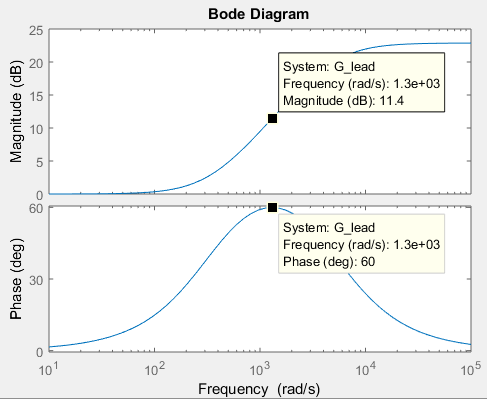 Bode Diagram
25
20
15
10
5
0
Magnitude (dB)
System: G_lead
Frequency (rad/s): 1.3e+03
Magnitude (dB): 11.4
60
30
0
Phase (deg)
System: G_lead
Frequency (rad/s): 1.3e+03
Phase (deg): 60
10^1 10^2 10^3 10^4 10^5
Frequency (rad/s)